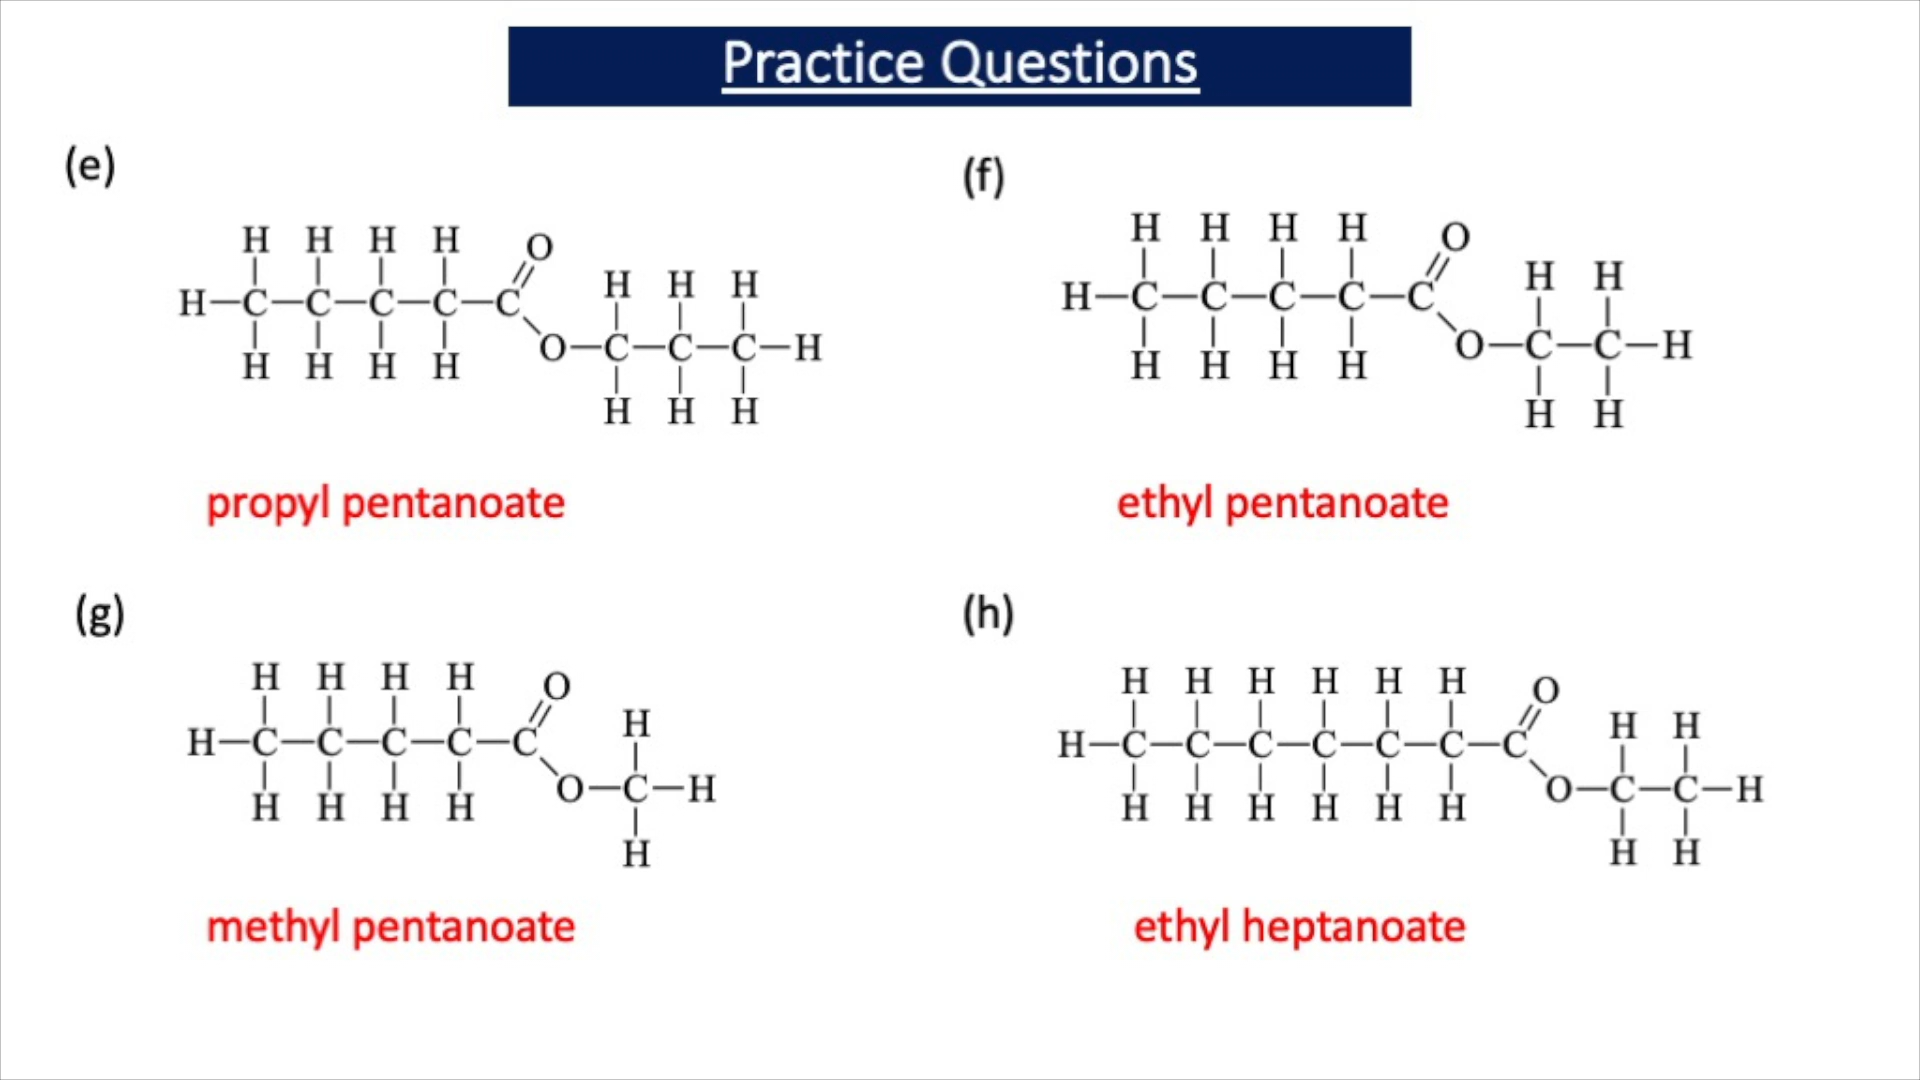 Practice Questions
(e)
(f)
H H H H O
H C C C C C H H H
O C C C H
H H H H H H H
H H H H O
H C C C C C H H
O C C H
H H H H H H
propyl pentanoate
ethyl pentanoate
(g)
(h)
H H H H O
H C C C C C H
O C H
H H H H H
H H H H H H O
H C C C C C C C H H
O C C H
H H H H H H H H
methyl pentanoate
ethyl heptanoate